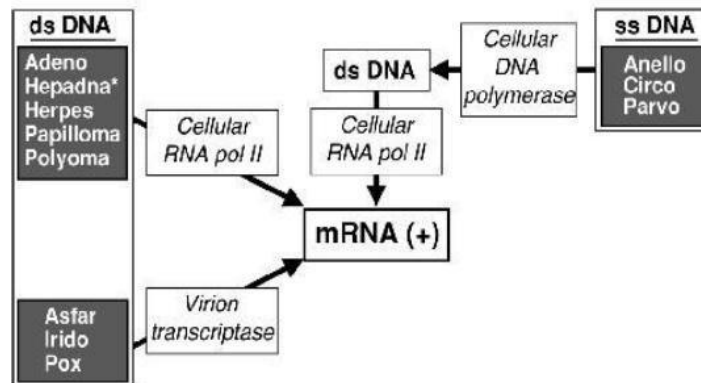 ds DNA
Adeno
Hepadna*
Herpes
Papilloma
Polyoma
Asfar
Irido
Pox
Cellular
RNA pol II
Virion
transcriptase
ds DNA
Cellular
RNA pol II
mRNA (+)
Cellular
DNA
polymerase
ss DNA
Anello
Circo
Parvo